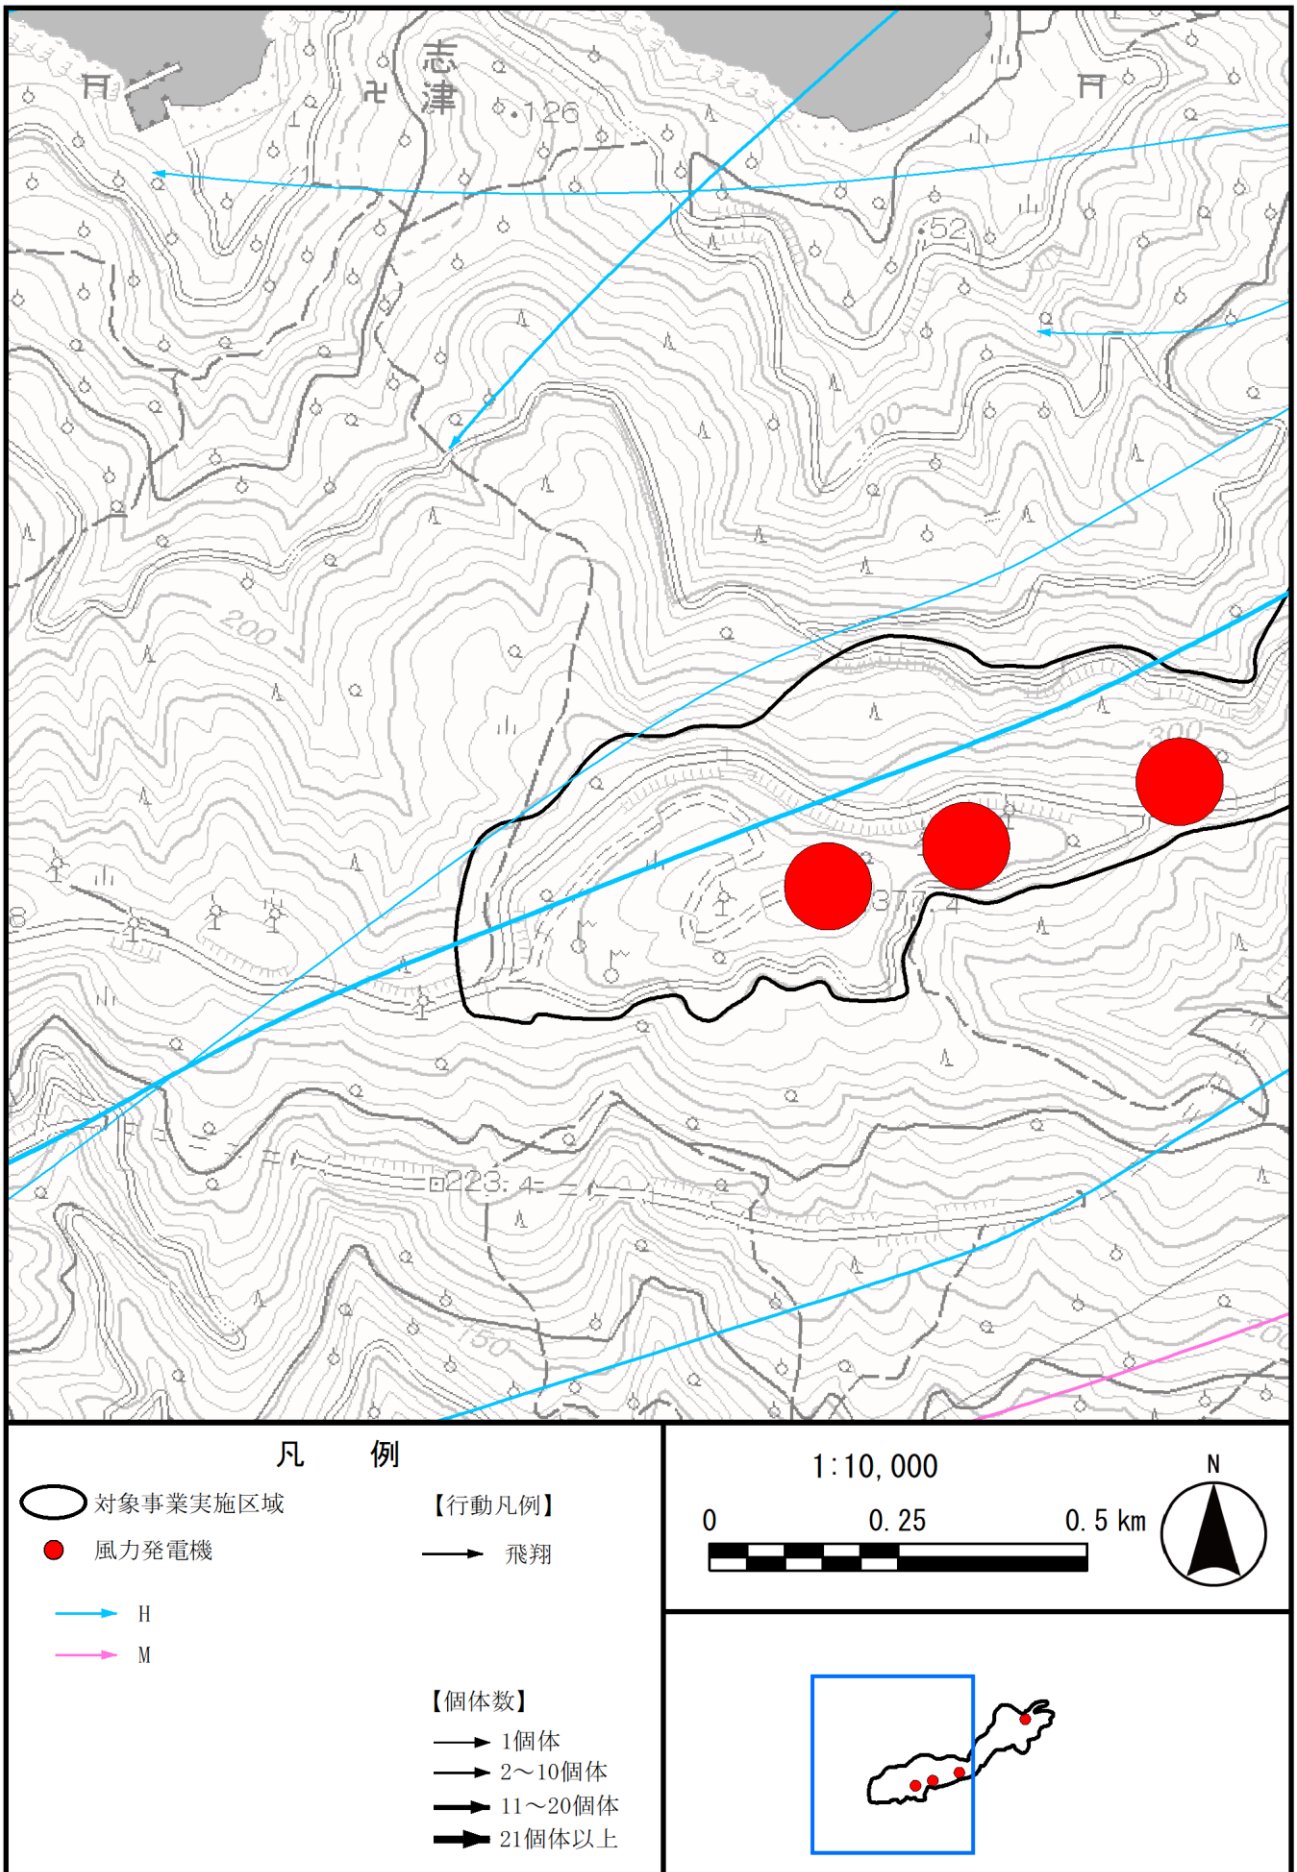 志津
・126
・52
100
200
300
8
377.4
223.4
150
200
凡 例
対象事業実施区域
風力発電機
H
M
【行動凡例】
飛翔
【個体数】
1個体
2～10個体
11～20個体
21個体以上
1:10,000
0 0.25 0.5 km
N